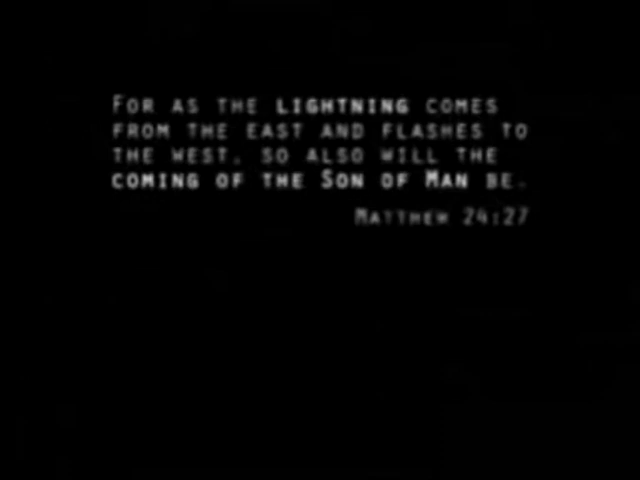 For as the lightning comes
from the east and flashes to
the west, so also will the
coming of the Son of Man be.
Matthew 24:27